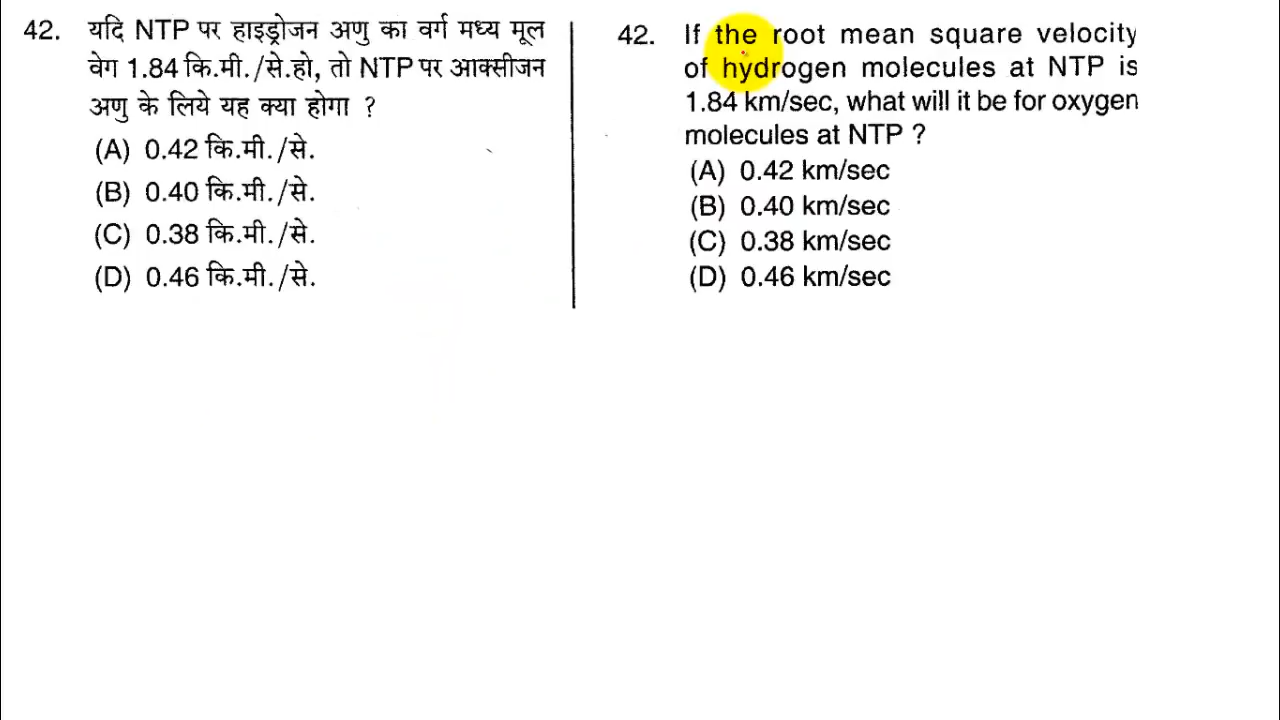 42. यदि NTP पर हाइड्रोजन अणु का वर्ग मध्य मूल
वेग 1.84 कि.मी./से.हो, तो NTP पर आक्सीजन
अणु के लिये यह क्या होगा ?
(A) 0.42 कि.मी./से.
(B) 0.40 कि.मी./से.
(C) 0.38 कि.मी./से.
(D) 0.46 कि.मी./से.
42. If the root mean square velocity
of hydrogen molecules at NTP is
1.84 km/sec, what will it be for oxygen
molecules at NTP ?
(A) 0.42 km/sec
(B) 0.40 km/sec
(C) 0.38 km/sec
(D) 0.46 km/sec